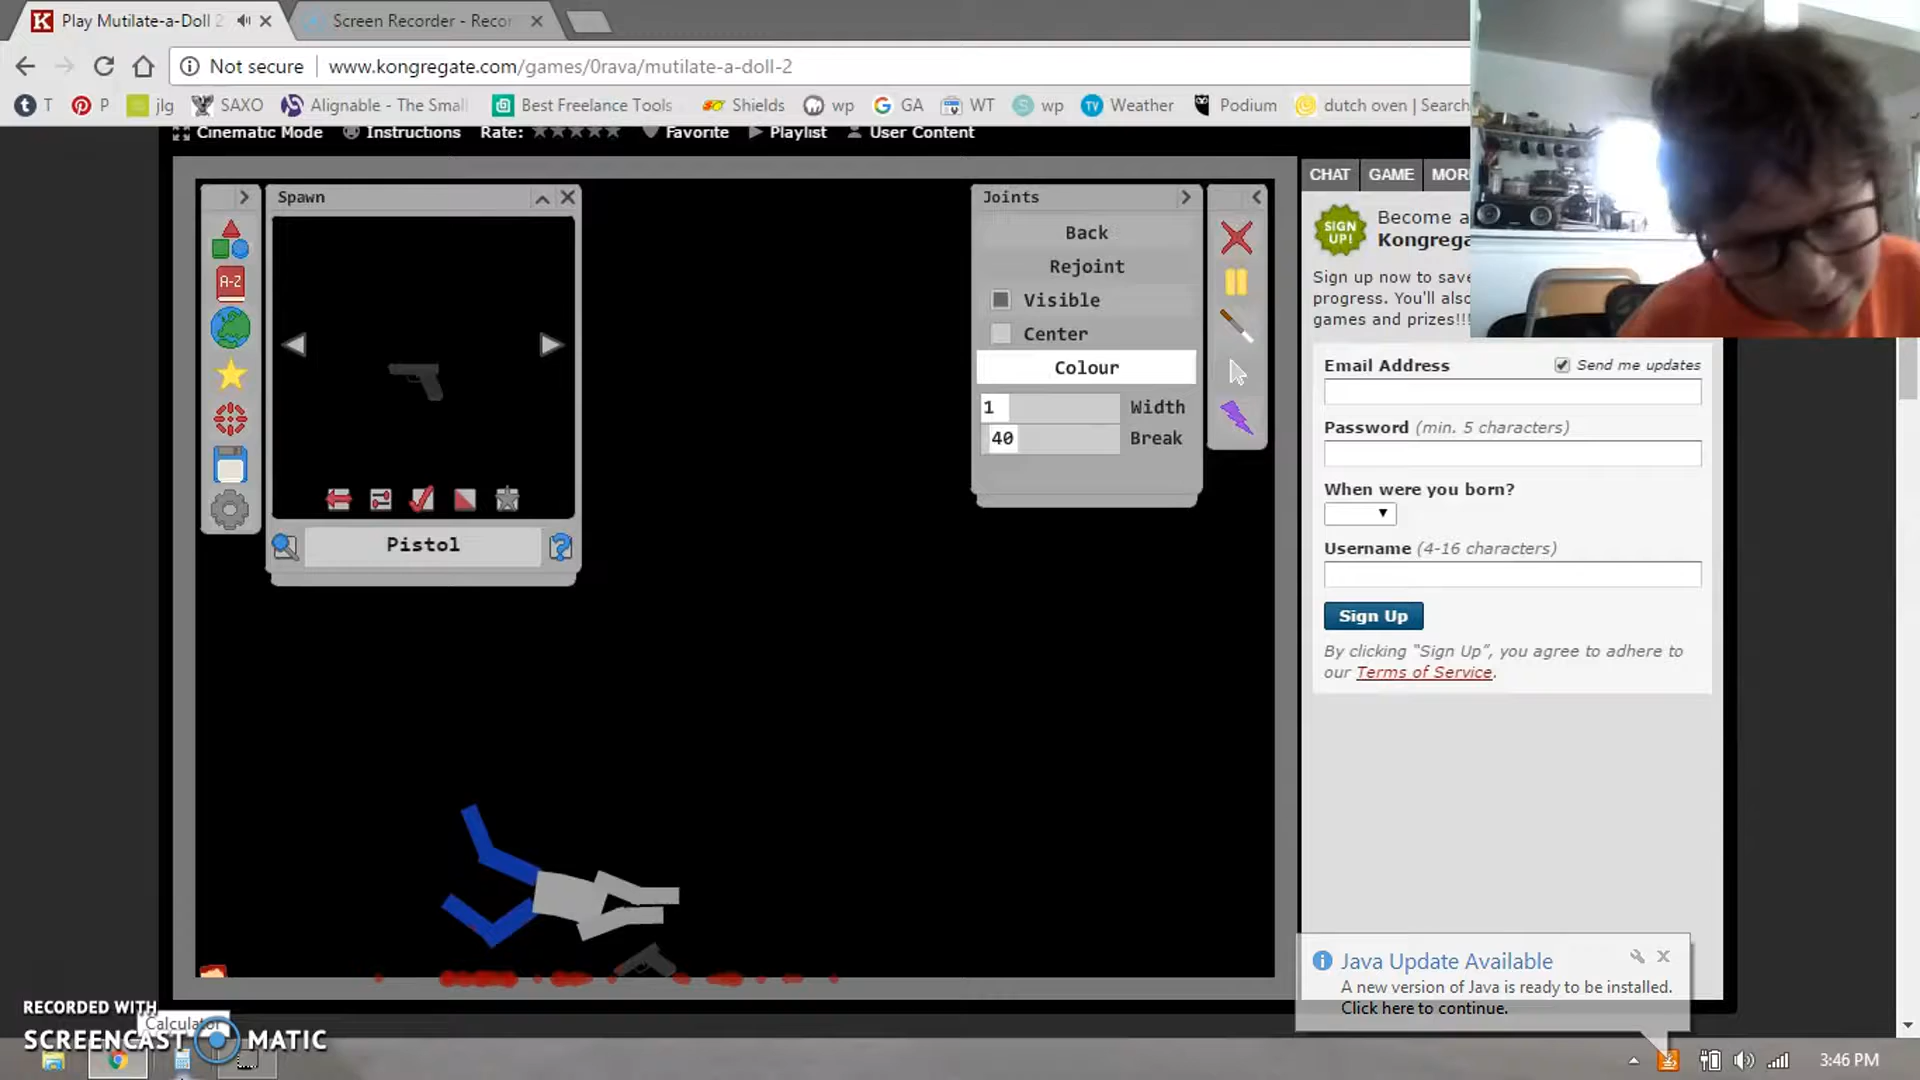 Play Mutilate-a-Doll 2
Screen Recorder - Recor
Not secure
www.kongregate.com/games/0rava/mutilate-a-doll-2
T
P
jlg
SAXO
Alignable - The Small
Best Freelance Tools
Shields
wp
GA
WT
wp
Weather
Podium
dutch oven | Search
Cinematic Mode
Instructions
Rate:
Favorite
Playlist
User Content
Spawn
A-Z
Pistol
Joints
Back
Rejoint
Visible
Center
Colour
1 Width
40 Break
CHAT
GAME
MOR
SIGN UP!
Become a
Kongrega
Sign up now to save
progress. You'll also
games and prizes!!!
Email Address
Send me updates
Password (min. 5 characters)
When were you born?
Username (4-16 characters)
Sign Up
By clicking “Sign Up”, you agree to adhere to
our Terms of Service.
Java Update Available
A new version of Java is ready to be installed.
Click here to continue.
RECORDED WITH
Calculator
SCREENCAST MATIC
3:46 PM